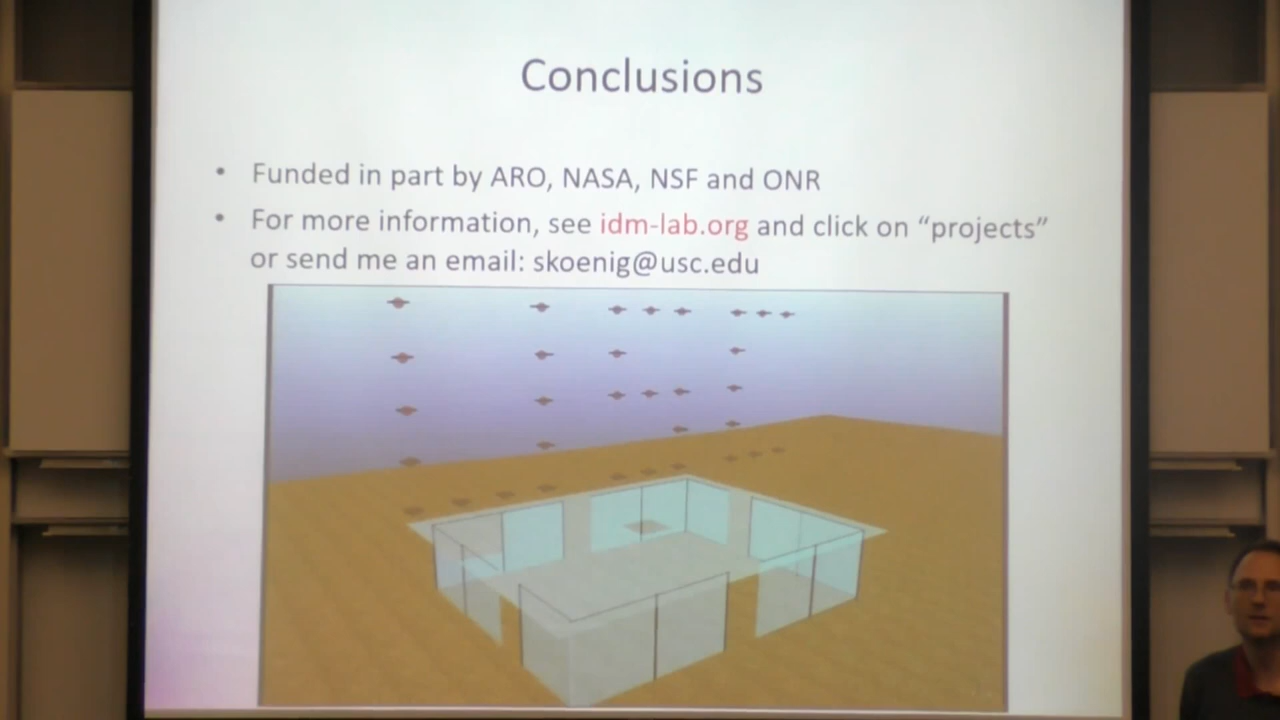 Conclusions
• Funded in part by ARO, NASA, NSF and ONR
• For more information, see idm-lab.org and click on “projects”
or send me an email: skoenig@usc.edu